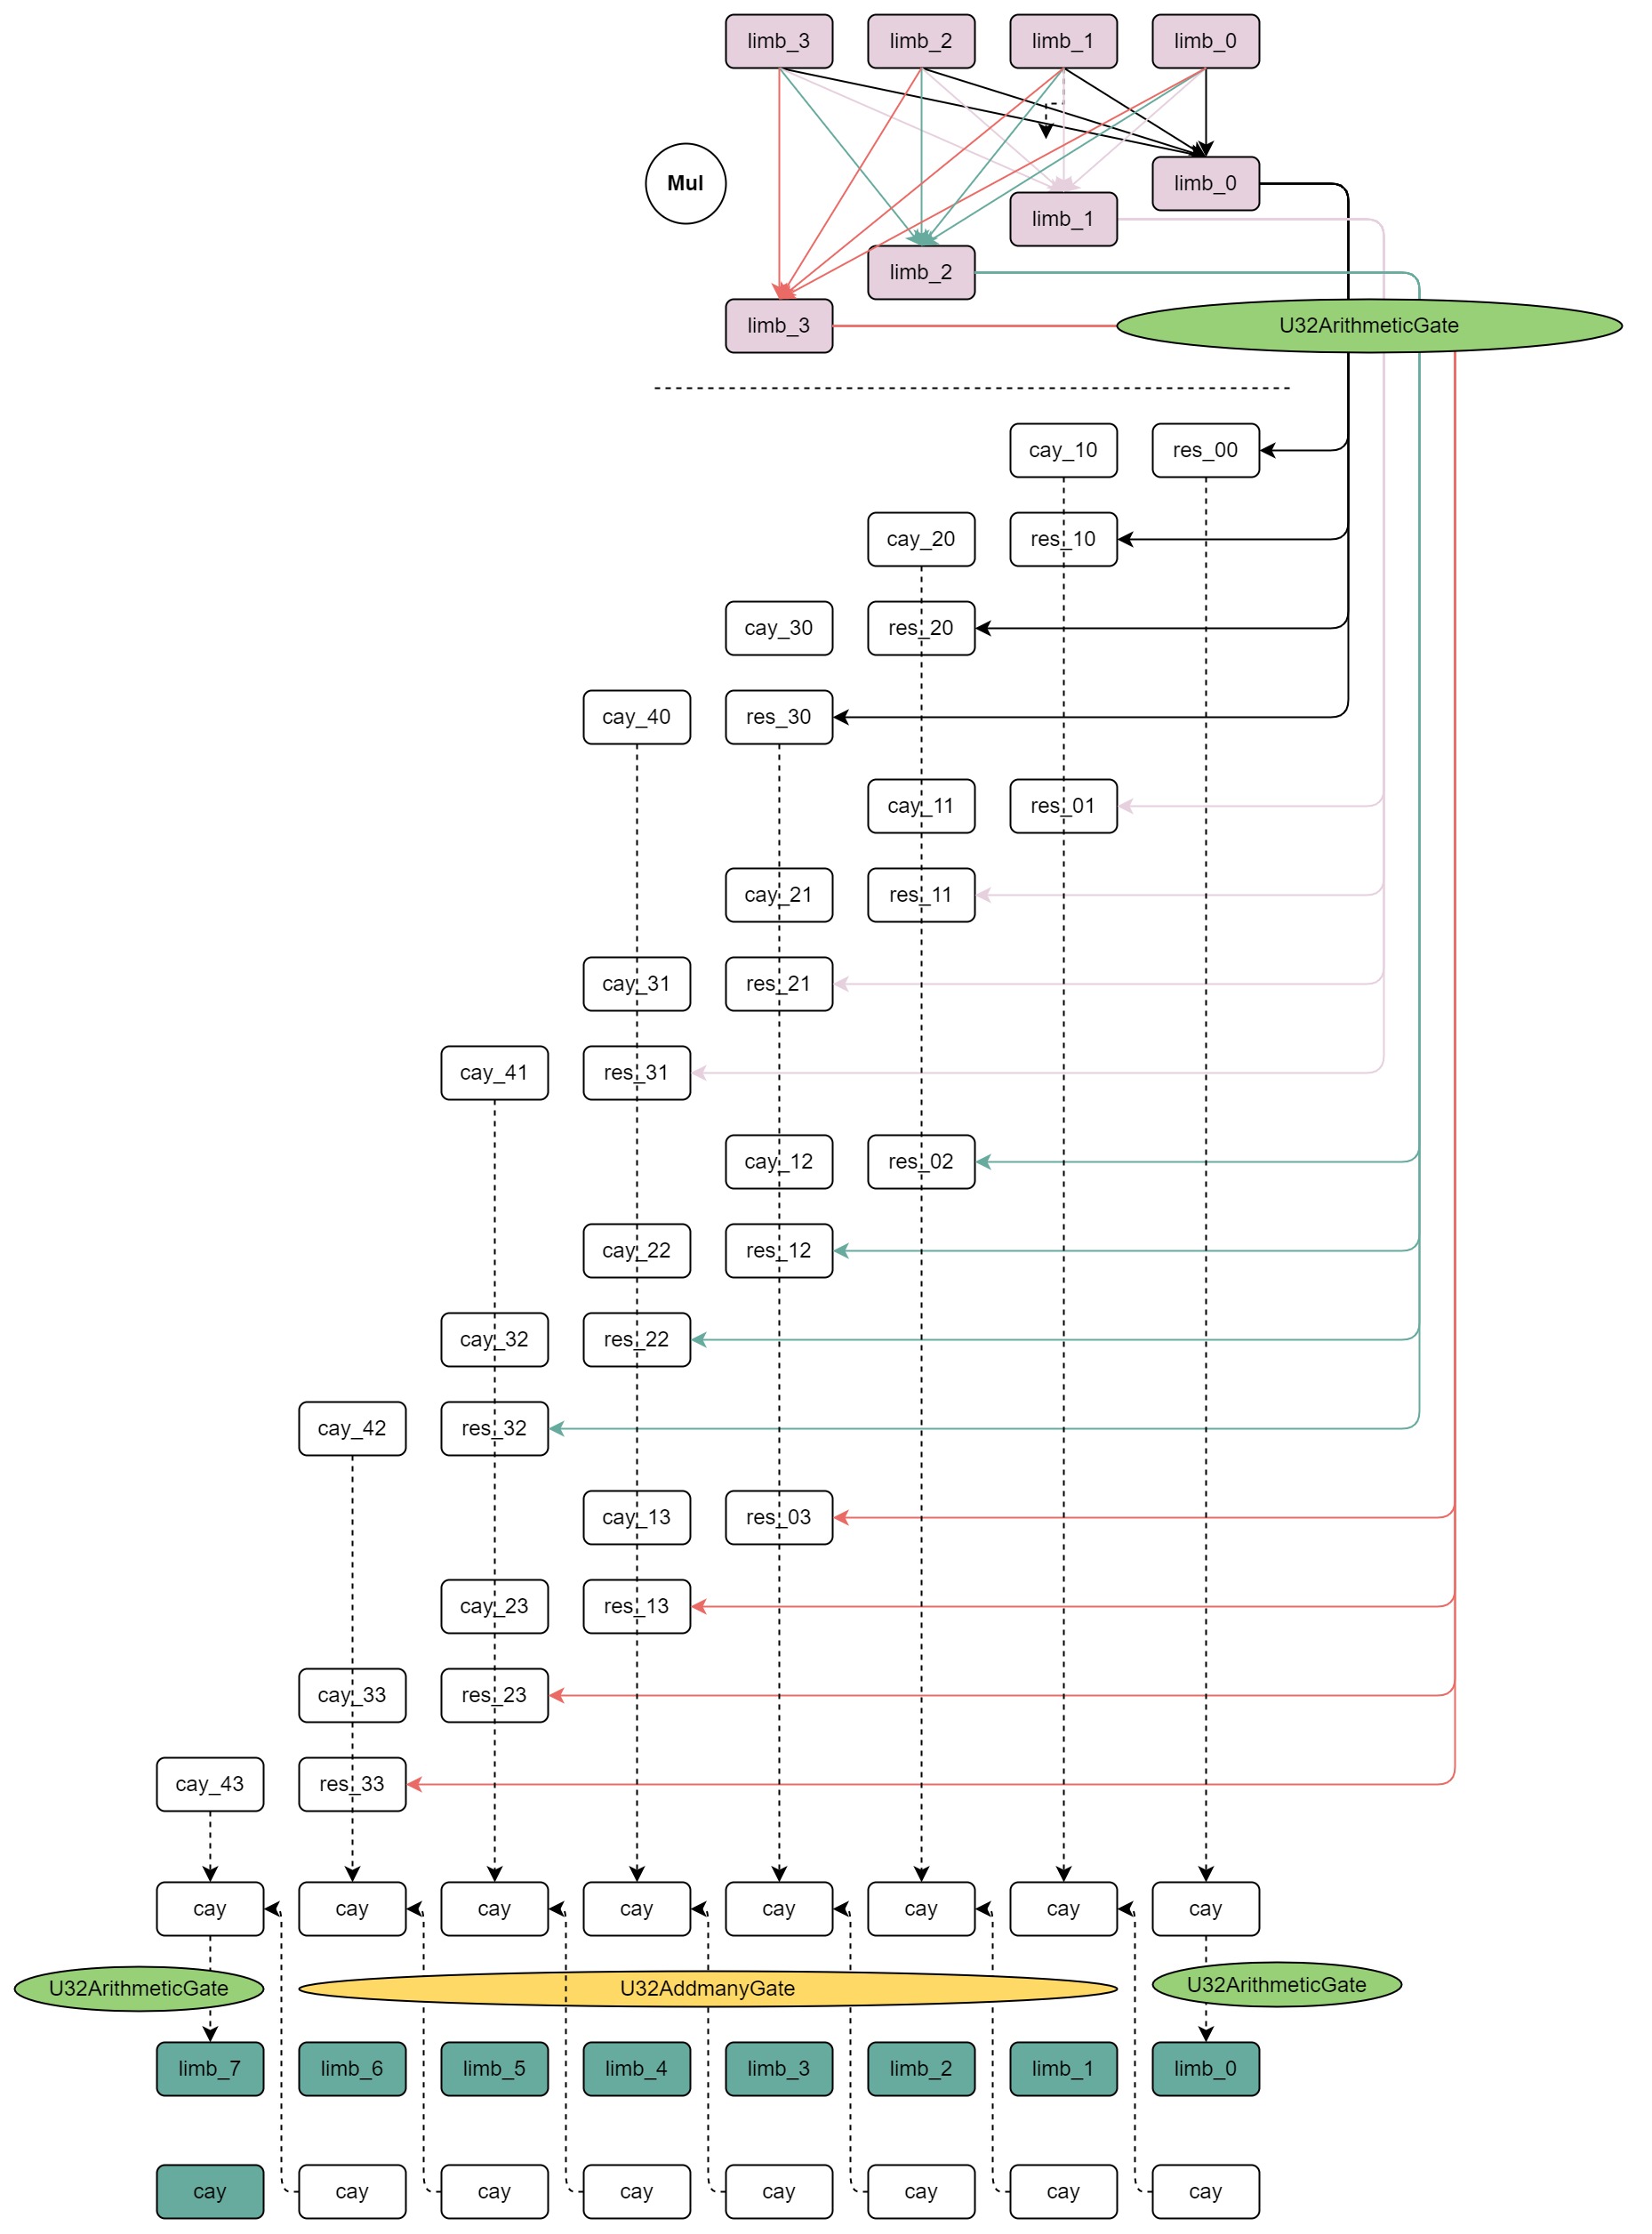 limb_3 limb_2 limb_1 limb_0
Mul
limb_0
limb_1
limb_2
limb_3
U32ArithmeticGate
cay_10 res_00
cay_20 res_10
cay_30 res_20
cay_40 res_30
cay_11 res_01
cay_21 res_11
cay_31 res_21
cay_41 res_31
cay_12 res_02
cay_22 res_12
cay_32 res_22
cay_42 res_32
cay_13 res_03
cay_23 res_13
cay_33 res_23
cay_43 res_33
cay cay cay cay cay cay cay cay
U32ArithmeticGate U32AddmanyGate U32ArithmeticGate
limb_7 limb_6 limb_5 limb_4 limb_3 limb_2 limb_1 limb_0
cay cay cay cay cay cay cay cay